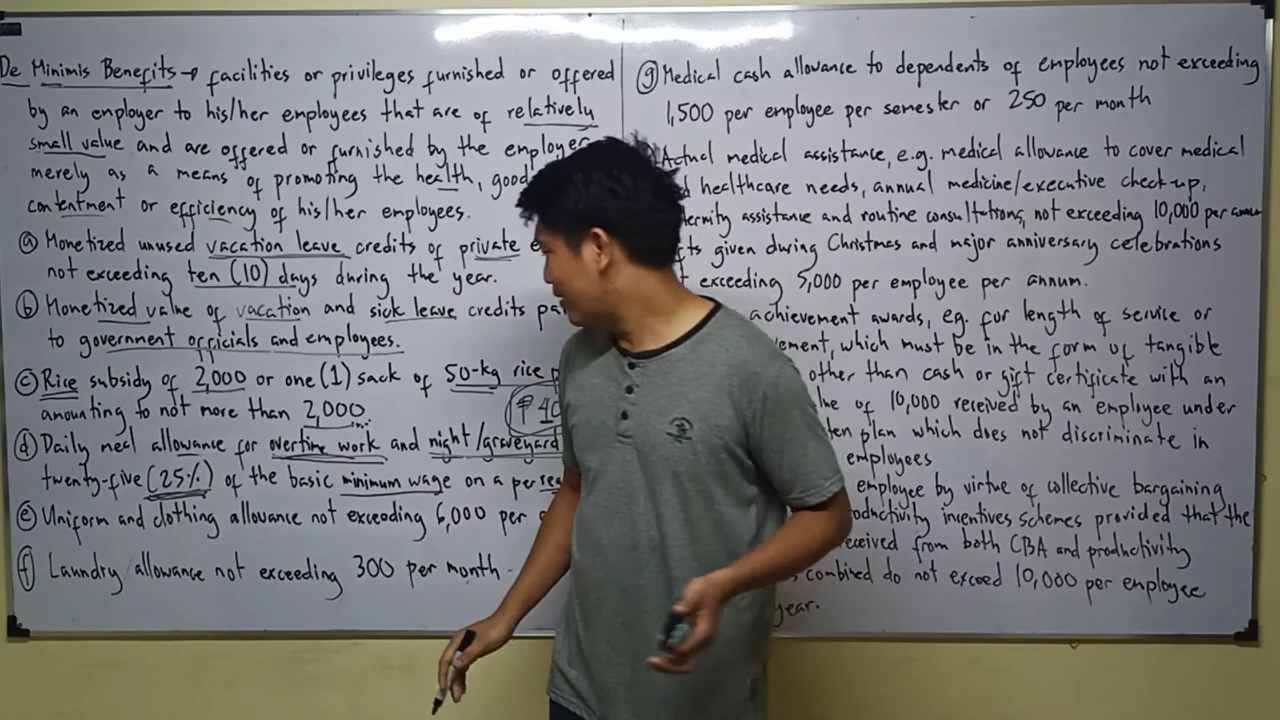 De Minimis Benefits → facilities or privileges furnished or offered
by an employer to his/her employees that are of relatively
small value and are offered or furnished by the employer
merely as a means of promoting the health, good
contentment or efficiency of his/her employees.
ⓐ Monetized unused vacation leave credits of private
not exceeding ten (10) days during the year.
ⓑ Monetized value of vacation and sick leave credits
to government officials and employees.
ⓒ Rice subsidy of 2,000 or one (1) sack of 50-kg rice
amounting to not more than 2,000.
ⓓ Daily meal allowance for overtime work and night/graveyard
twenty-five (25%) of the basic minimum wage on a per
ⓔ Uniform and clothing allowance not exceeding 6,000 per
ⓕ Laundry allowance not exceeding 300 per month
ⓖ Medical cash allowance to dependents of employees not exceeding
1,500 per employee per semester or 250 per month
Actual medical assistance, e.g. medical allowance to cover medical
healthcare needs, annual medicine/executive check-up,
assistance and routine consultations, not exceeding 10,000 per annum
given during Christmas and major anniversary celebrations
exceeding 5,000 per employee per annum.
achievement awards, eg. for length of service or
which must be in the form of tangible
other than cash or gift certificate with an
of 10,000 received by an employee under
plan which does not discriminate in
employees
employee by virtue of collective bargaining
incentives schemes provided that the
received from both CBA and productivity
combined do not exceed 10,000 per employee
year.